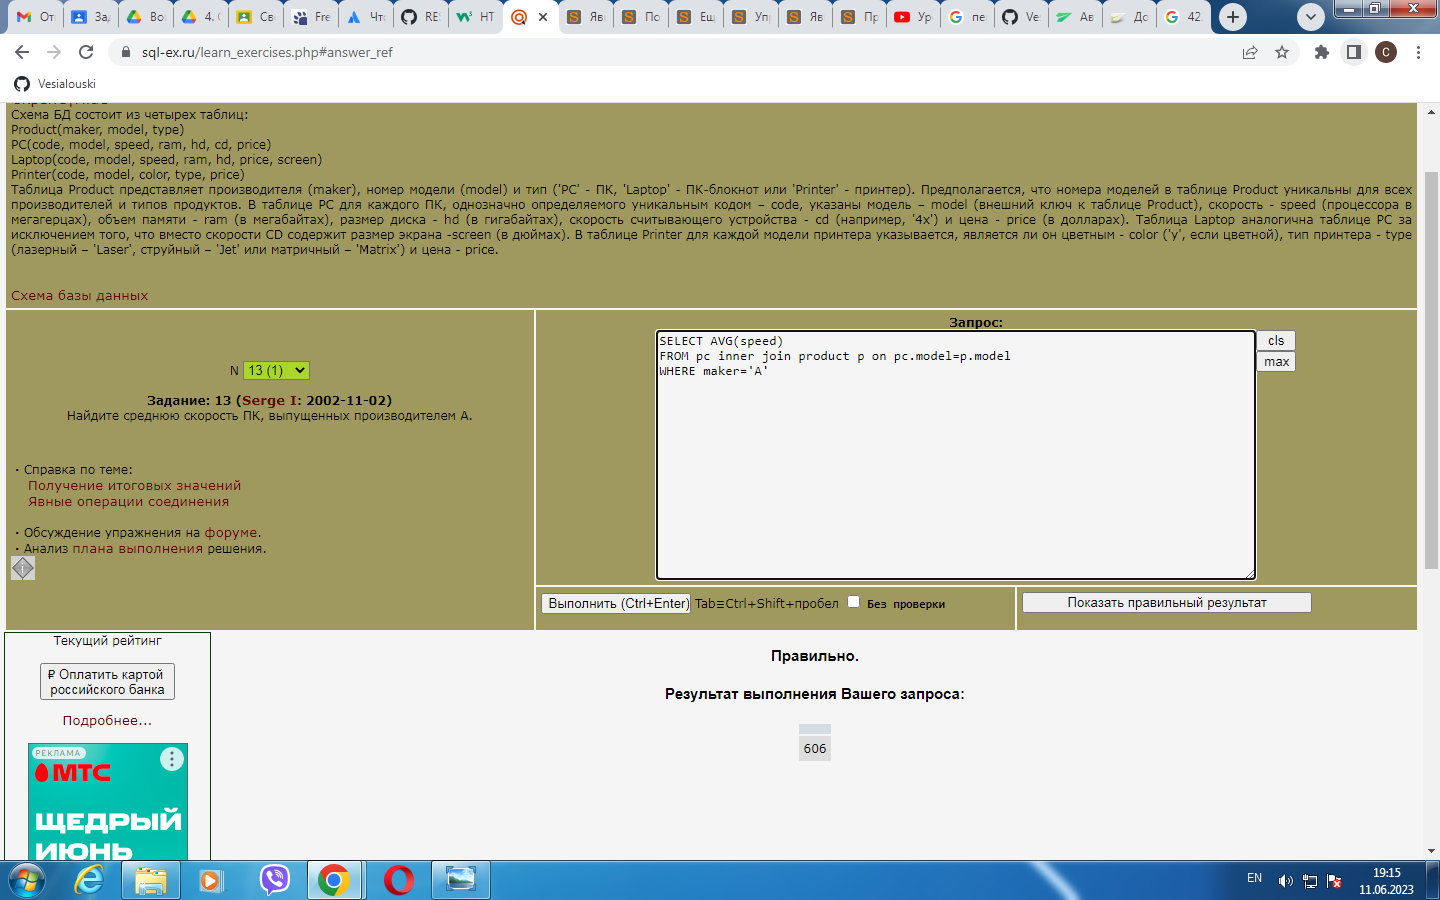 От
Зад
Во
4. (
Све
Fre
Чт
RE
HT
Яв
По
Ещ
Уп
Яв
Пр
Ур
пе
Ve
Ав
До
42
sql-ex.ru/learn_exercises.php#answer_ref
C
Vesialouski
Схема БД состоит из четырех таблиц:
Product(maker, model, type)
PC(code, model, speed, ram, hd, cd, price)
Laptop(code, model, speed, ram, hd, price, screen)
Printer(code, model, color, type, price)
Таблица Product представляет производителя (maker), номер модели (model) и тип ('PC' - ПК, 'Laptop' - ПК-блокнот или 'Printer' - принтер). Предполагается, что номера моделей в таблице Product уникальны для всех
производителей и типов продуктов. В таблице PC для каждого ПК, однозначно определяемого уникальным кодом – code, указаны модель – model (внешний ключ к таблице Product), скорость - speed (процессора в
мегагерцах), объем памяти - ram (в мегабайтах), размер диска - hd (в гигабайтах), скорость считывающего устройства - cd (например, '4x') и цена - price (в долларах). Таблица Laptop аналогична таблице PC за
исключением того, что вместо скорости CD содержит размер экрана -screen (в дюймах). В таблице Printer для каждой модели принтера указывается, является ли он цветным - color ('y', если цветной), тип принтера - type
(лазерный – 'Laser', струйный – 'Jet' или матричный – 'Matrix') и цена - price.
Схема базы данных
N 13 (1)
Задание: 13 (Serge I: 2002-11-02)
Найдите среднюю скорость ПК, выпущенных производителем A.
· Справка по теме:
Получение итоговых значений
Явные операции соединения
· Обсуждение упражнения на форуме.
· Анализ плана выполнения решения.
Запрос:
SELECT AVG(speed)
FROM pc inner join product p on pc.model=p.model
WHERE maker='A'
cls
max
Выполнить (Ctrl+Enter) Tab≡Ctrl+Shift+пробел Без проверки
Показать правильный результат
Текущий рейтинг
₽ Оплатить картой
российского банка
Подробнее...
РЕКЛАМА
МТС
ЩЕДРЫЙ
ИЮНЬ
Правильно.
Результат выполнения Вашего запроса:
606
EN
19:15
11.06.2023